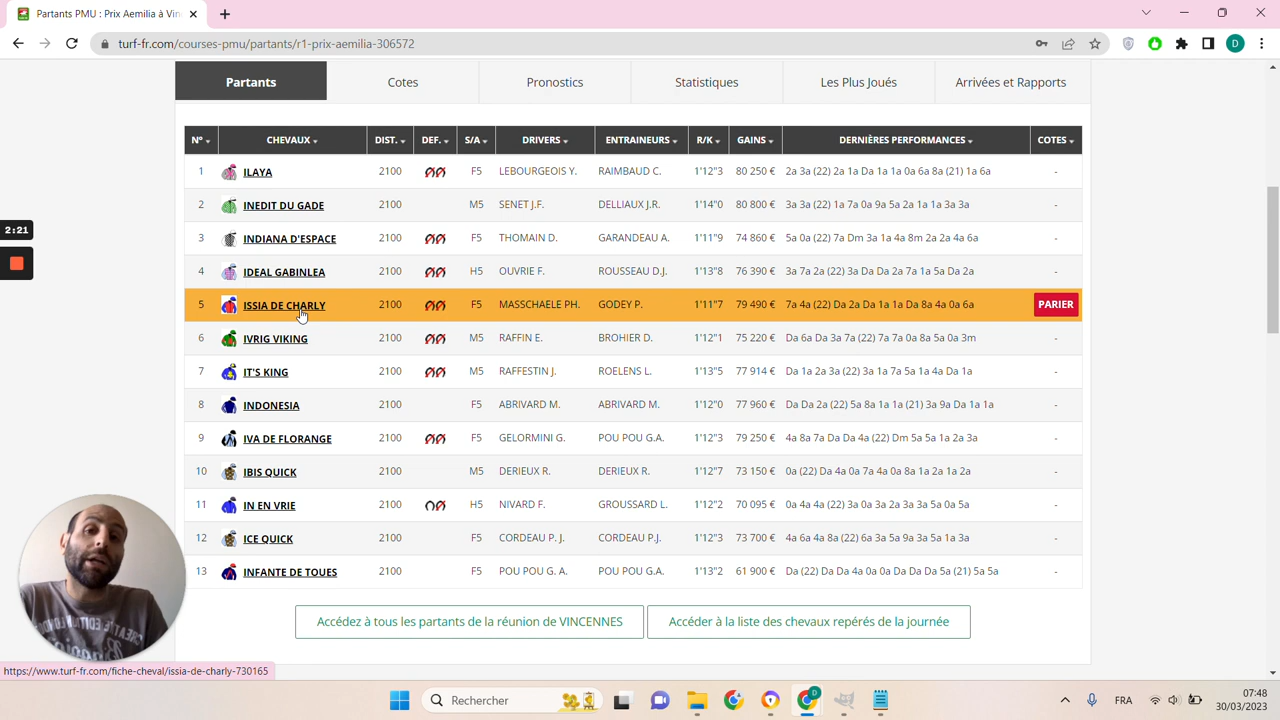 Partants PMU : Prix Aemilia à Vin
turf-fr.com/courses-pmu/partants/r1-prix-aemilia-306572
D
Partants Cotes Pronostics Statistiques Les Plus Joués Arrivées et Rapports
N° CHEVAUX DIST. DEF. S/A DRIVERS ENTRAINEURS R/K GAINS DERNIÈRES PERFORMANCES COTES
1 ILAYA 2100 F5 LEBOURGEOIS Y. RAIMBAUD C. 1'12"3 80 250 € 2a 3a (22) 2a 1a Da 1a 1a 0a 6a 8a (21) 1a 6a -
2 INEDIT DU GADE 2100 M5 SENET J.F. DELLIAUX J.R. 1'14"0 80 800 € 3a 3a (22) 1a 7a 0a 9a 5a 2a 1a 1a 3a 3a -
3 INDIANA D'ESPACE 2100 F5 THOMAIN D. GARANDEAU A. 1'11"9 74 860 € 5a 0a (22) 7a Dm 3a 1a 4a 8m 2a 2a 4a 6a -
4 IDEAL GABINLEA 2100 H5 OUVRIE F. ROUSSEAU D.J. 1'13"8 76 390 € 3a 7a 2a (22) 3a Da Da 2a 7a 1a 5a Da 2a -
5 ISSIA DE CHARLY 2100 F5 MASSCHAELE PH. GODEY P. 1'11"7 79 490 € 7a 4a (22) Da 2a Da 1a 1a Da 8a 4a 0a 6a PARIER
6 IVRIG VIKING 2100 M5 RAFFIN E. BROHIER D. 1'12"1 75 220 € Da 6a Da 3a 7a (22) 7a 7a 0a 8a 5a 0a 3m -
7 IT'S KING 2100 M5 RAFFESTIN J. ROELENS L. 1'13"5 77 914 € Da 1a 2a 3a (22) 3a 1a 7a 5a 1a 4a Da 1a -
8 INDONESIA 2100 F5 ABRIVARD M. ABRIVARD M. 1'12"0 77 960 € Da Da 2a (22) 5a 8a 1a 1a (21) 3a 9a Da 1a 1a -
9 IVA DE FLORANGE 2100 F5 GELORMINI G. POU POU G.A. 1'12"3 79 250 € 4a 8a 7a Da Da 4a (22) Dm 5a 5a 1a 2a 3a -
10 IBIS QUICK 2100 M5 DERIEUX R. DERIEUX R. 1'12"7 73 150 € 0a (22) Da 4a 0a 7a 4a 0a 8a 1a 2a 1a 2a -
11 IN EN VRIE 2100 H5 NIVARD F. GROUSSARD L. 1'12"2 70 095 € 0a 4a 4a (22) 3a 0a 3a 2a 3a 3a 5a 0a 5a -
12 ICE QUICK 2100 F5 CORDEAU P. J. CORDEAU P.J. 1'12"3 73 700 € 4a 6a 4a 8a (22) 6a 3a 5a 9a 3a 5a 1a 3a -
13 INFANTE DE TOUES 2100 F5 POU POU G. A. POU POU G.A. 1'13"2 61 900 € Da (22) Da Da 4a 0a 0a Da Da Da 5a (21) 5a 5a -
2:21
Accédez à tous les partants de la réunion de VINCENNES Accéder à la liste des chevaux repérés de la journée
https://www.turf-fr.com/fiche-cheval/issia-de-charly-730165
Rechercher
FRA
07:48
30/03/2023